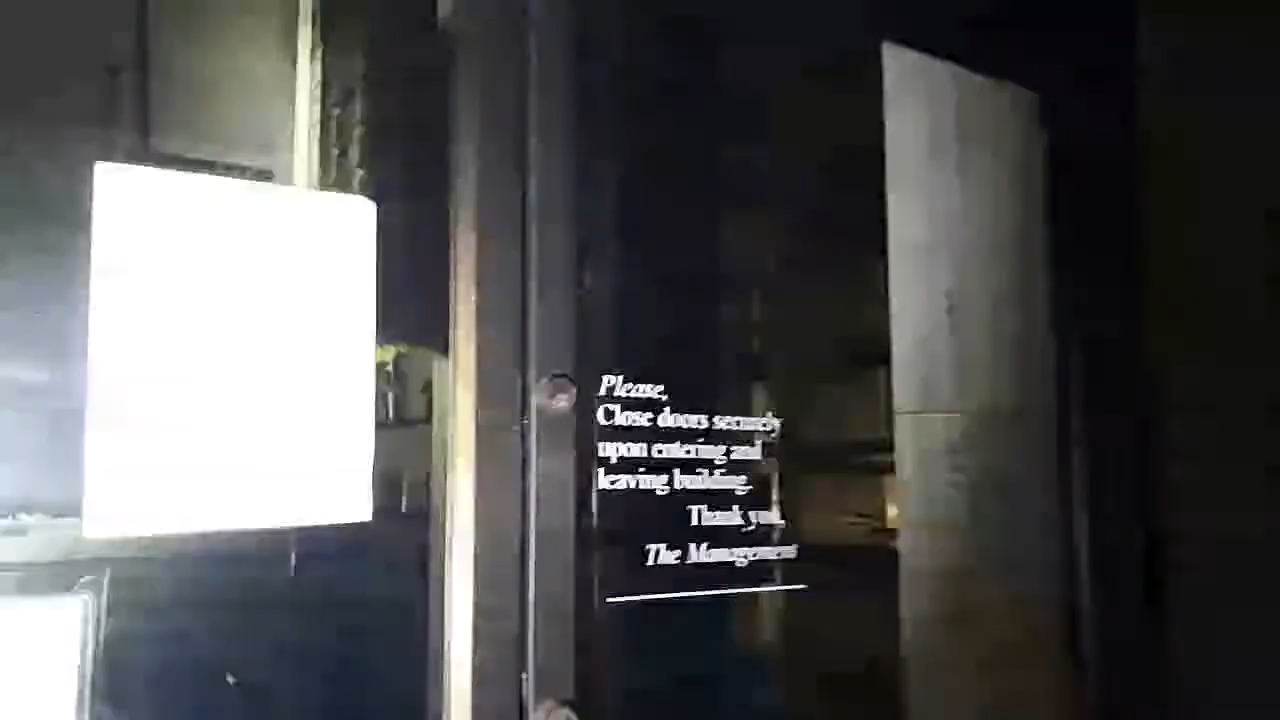 Please,
Close doors securely
upon entering and
leaving building.
Thank you,
The Management